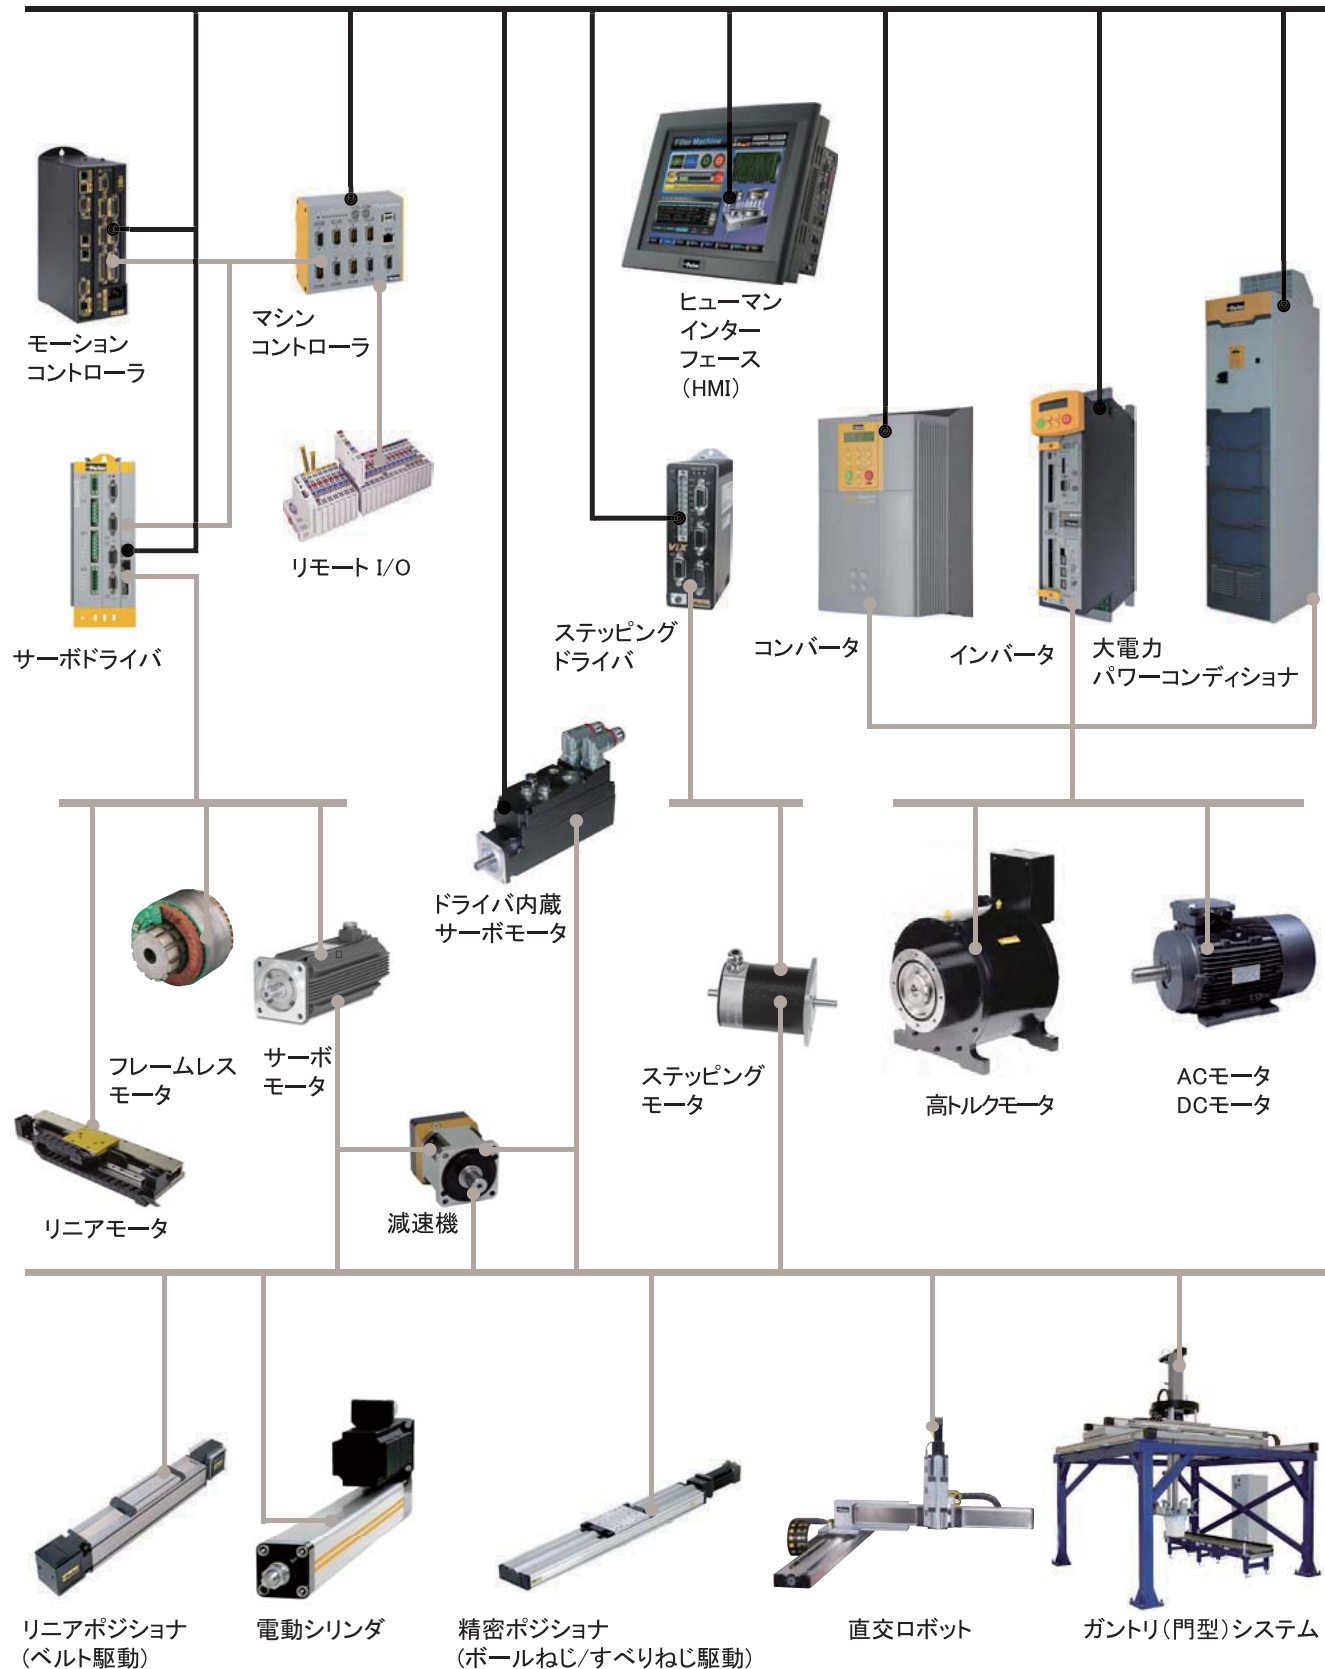 Filler Machine
モーション
コントローラ
マシン
コントローラ
ヒューマン
インター
フェース
(HMI)
Parker
リモート I/O
ViX
サーボドライバ
ステッピング
ドライバ
コンバータ
インバータ
大電力
パワーコンディショナ
ドライバ内蔵
サーボモータ
フレームレス
モータ
サーボ
モータ
ステッピング
モータ
高トルクモータ
ACモータ
DCモータ
リニアモータ
減速機
リニアポジショナ
(ベルト駆動)
電動シリンダ
精密ポジショナ
(ボールねじ/すべりねじ駆動)
直交ロボット
ガントリ(門型)システム